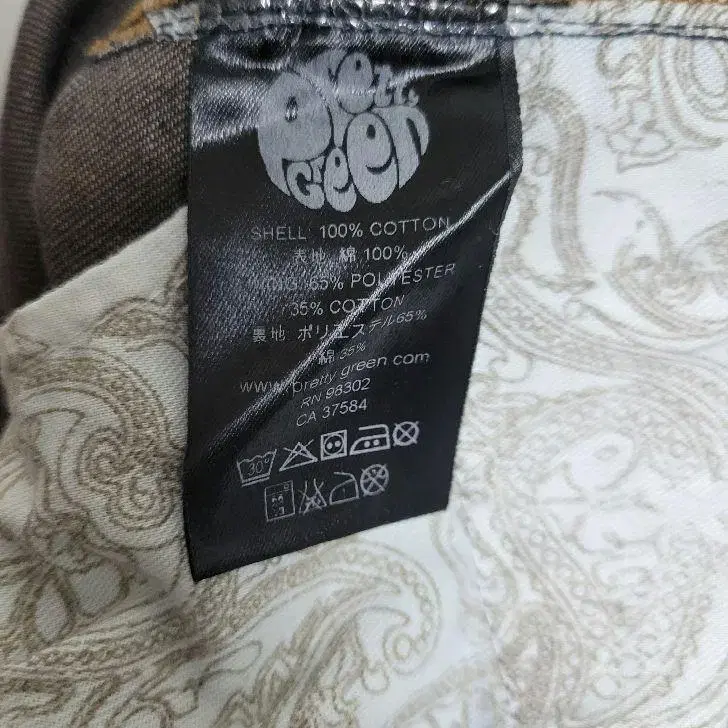 Pretty
Green
SHELL 100% COTTON
表地 綿 100%
65% POLYESTER
35% COTTON
裏地 ポリエステル65%
綿 35%
www.pretty green.com
RN 98302
CA 37584
30°